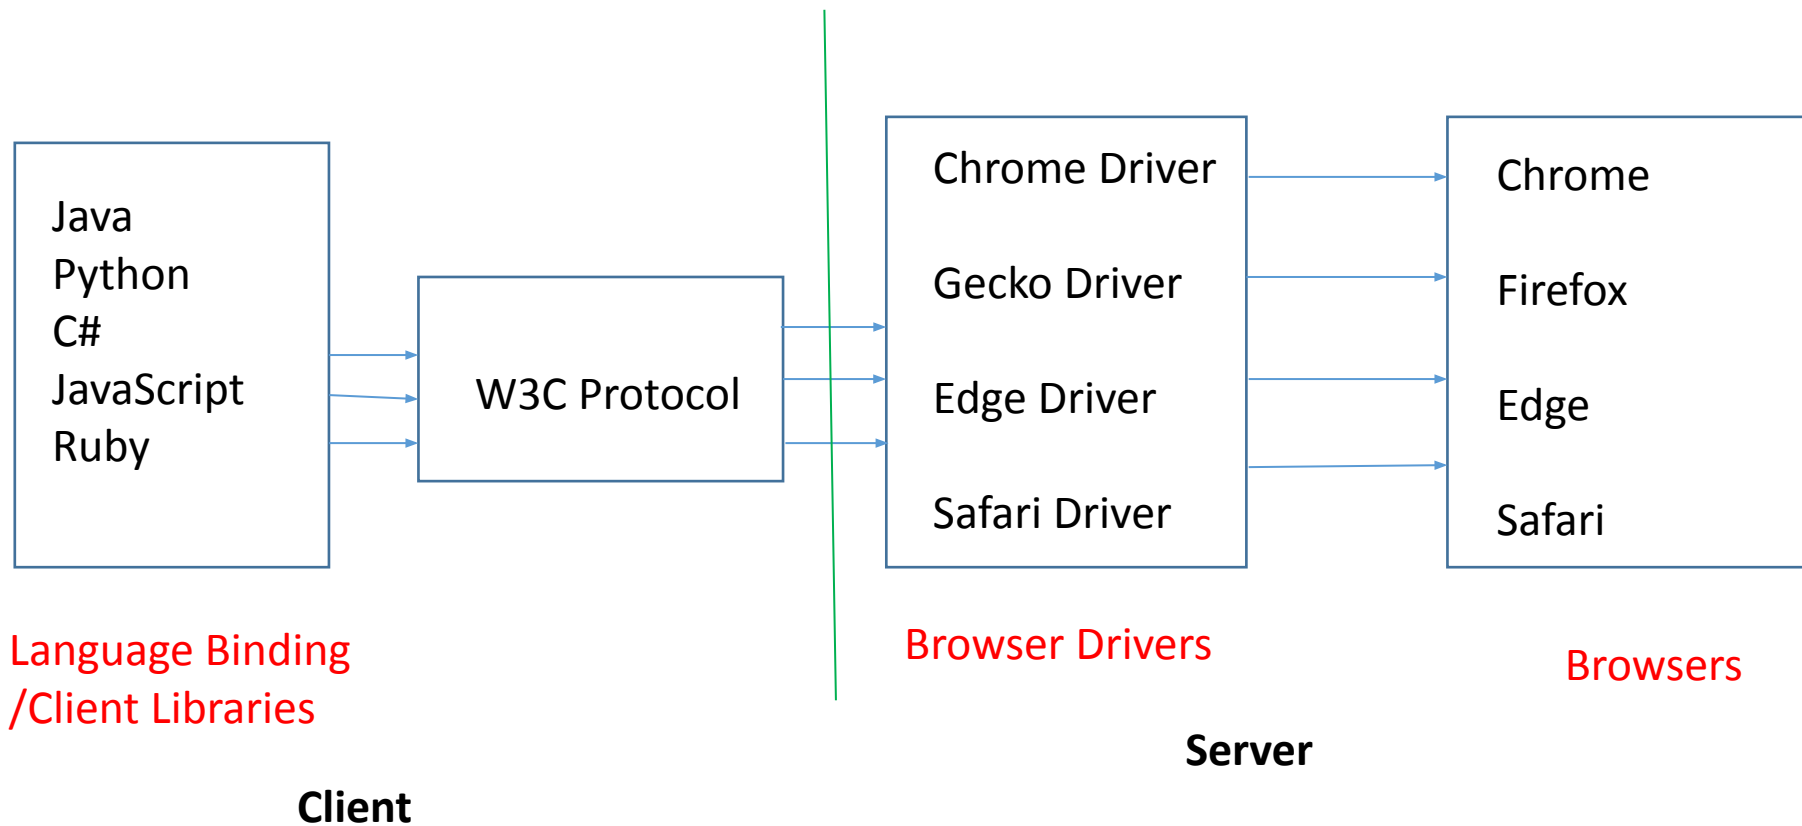 Java
Python
C#
JavaScript
Ruby
W3C Protocol
Chrome Driver
Gecko Driver
Edge Driver
Safari Driver
Chrome
Firefox
Edge
Safari
Language Binding
/Client Libraries
Browser Drivers
Browsers
Server
Client